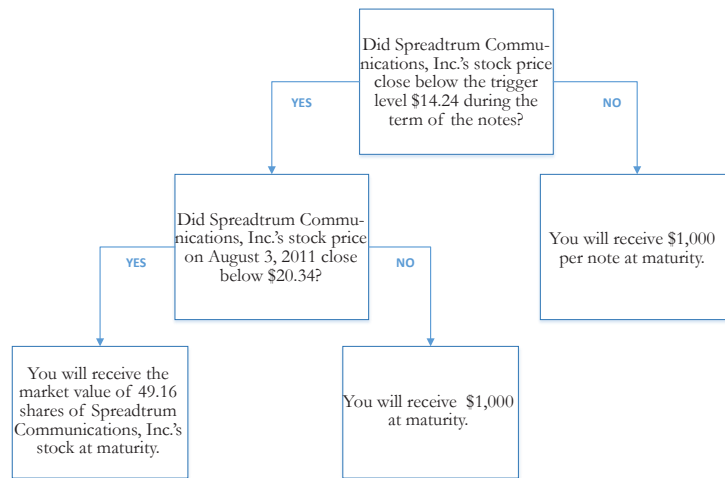 Did Spreadtrum Commu-
nications, Inc.'s stock price
close below the trigger
level $14.24 during the
term of the notes?
YES
NO
Did Spreadtrum Commu-
nications, Inc.'s stock price
on August 3, 2011 close
below $20.34?
You will receive $1,000
per note at maturity.
YES
NO
You will receive the
market value of 49.16
shares of Spreadtrum
Communications, Inc.'s
stock at maturity.
You will receive $1,000
at maturity.